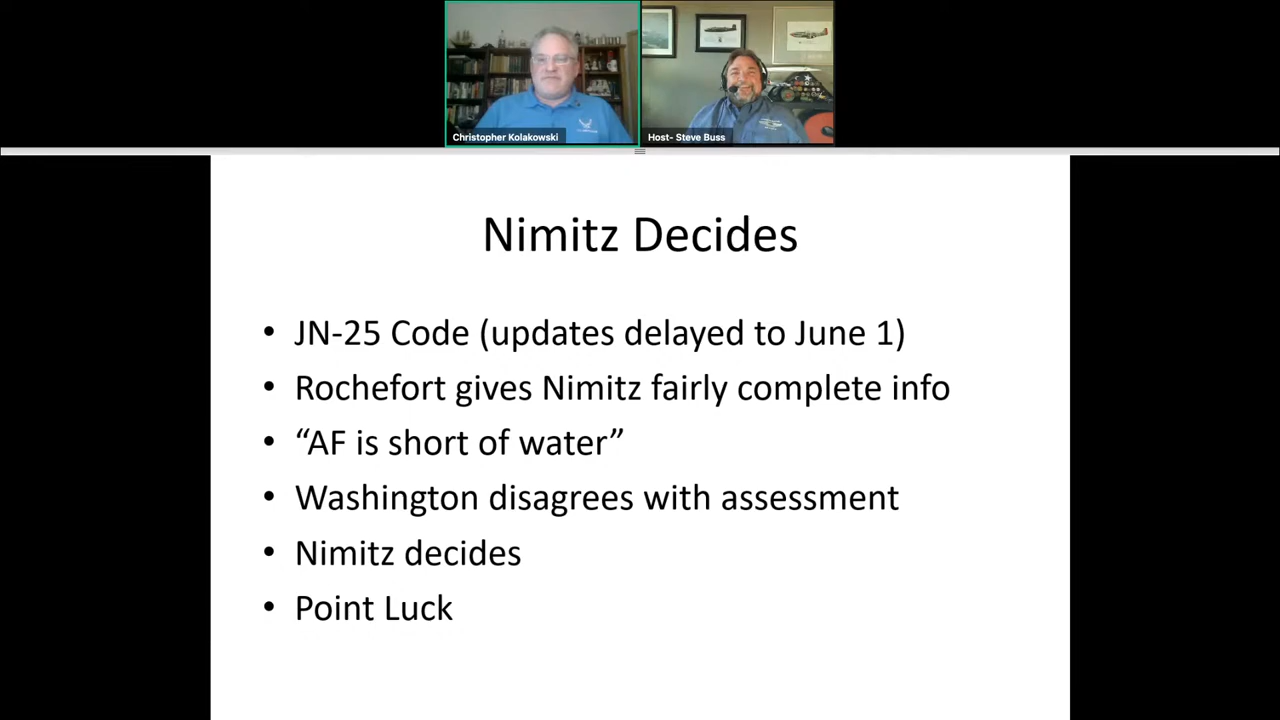 Christopher Kolakowski
Host- Steve Buss
Nimitz Decides
• JN-25 Code (updates delayed to June 1)
• Rochefort gives Nimitz fairly complete info
• “AF is short of water”
• Washington disagrees with assessment
• Nimitz decides
• Point Luck